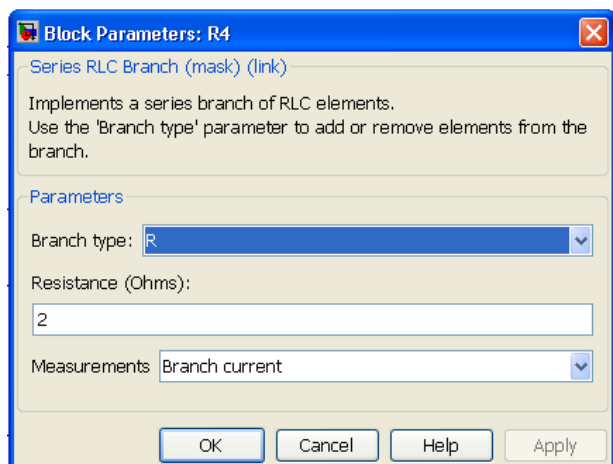 Block Parameters: R4
Series RLC Branch (mask) (link)
Implements a series branch of RLC elements.
Use the 'Branch type' parameter to add or remove elements from the
branch.
Parameters
Branch type: R
Resistance (Ohms):
2
Measurements Branch current
OK Cancel Help Apply